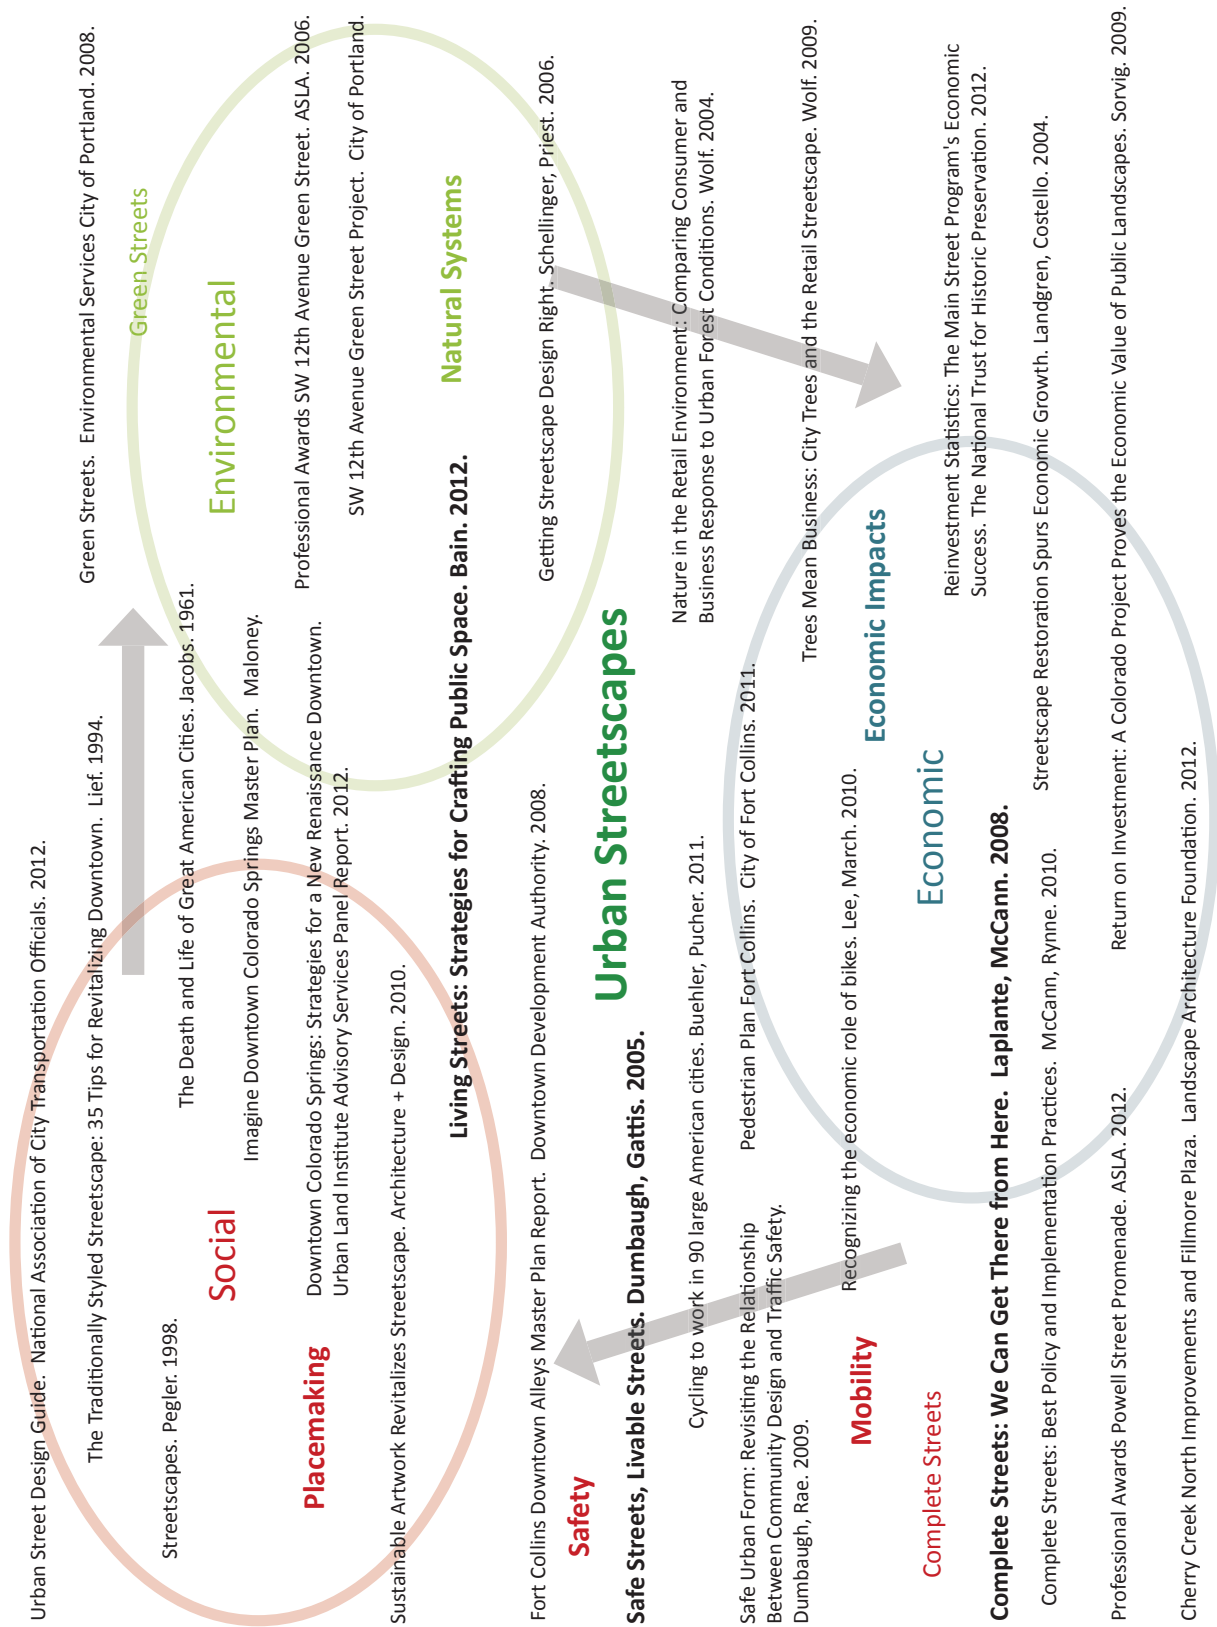 Urban Street Design Guide.  National Association of City Transportation Officials. 2012.
Green Streets.  Environmental Services City of Portland. 2008.
The Traditionally Styled Streetscape: 35 Tips for Revitalizing Downtown.  Lief. 1994.
Green Streets
Streetscapes. Pegler. 1998.
The Death and Life of Great American Cities. Jacobs. 1961.
Social
Environmental
Imagine Downtown Colorado Springs Master Plan.  Maloney.
Professional Awards SW 12th Avenue Green Street. ASLA. 2006.
Placemaking
Downtown Colorado Springs: Strategies for a New Renaissance Downtown.
Urban Land Institute Advisory Services Panel Report. 2012.
SW 12th Avenue Green Street Project.  City of Portland.
Sustainable Artwork Revitalizes Streetscape. Architecture + Design. 2010.
Natural Systems
Living Streets: Strategies for Crafting Public Space. Bain. 2012.
Fort Collins Downtown Alleys Master Plan Report.  Downtown Development Authority. 2008.
Getting Streetscape Design Right. Schellinger, Priest. 2006.
Safety
Urban Streetscapes
Safe Streets, Livable Streets. Dumbaugh, Gattis. 2005.
Cycling to work in 90 large American cities. Buehler, Pucher. 2011.
Nature in the Retail Environment: Comparing Consumer and
Business Response to Urban Forest Conditions. Wolf. 2004.
Safe Urban Form: Revisiting the Relationship
Between Community Design and Traffic Safety.
Dumbaugh, Rae. 2009.
Pedestrian Plan Fort Collins.  City of Fort Collins. 2011.
Trees Mean Business: City Trees and the Retail Streetscape. Wolf. 2009.
Recognizing the economic role of bikes. Lee, March. 2010.
Mobility
Economic Impacts
Complete Streets
Economic
Reinvestment Statistics: The Main Street Program's Economic
Success. The National Trust for Historic Preservation. 2012.
Complete Streets: We Can Get There from Here.  Laplante, McCann. 2008.
Streetscape Restoration Spurs Economic Growth. Landgren, Costello. 2004.
Complete Streets: Best Policy and Implementation Practices.  McCann, Rynne. 2010.
Professional Awards Powell Street Promenade. ASLA. 2012.
Return on Investment: A Colorado Project Proves the Economic Value of Public Landscapes. Sorvig. 2009.
Cherry Creek North Improvements and Fillmore Plaza.  Landscape Architecture Foundation. 2012.